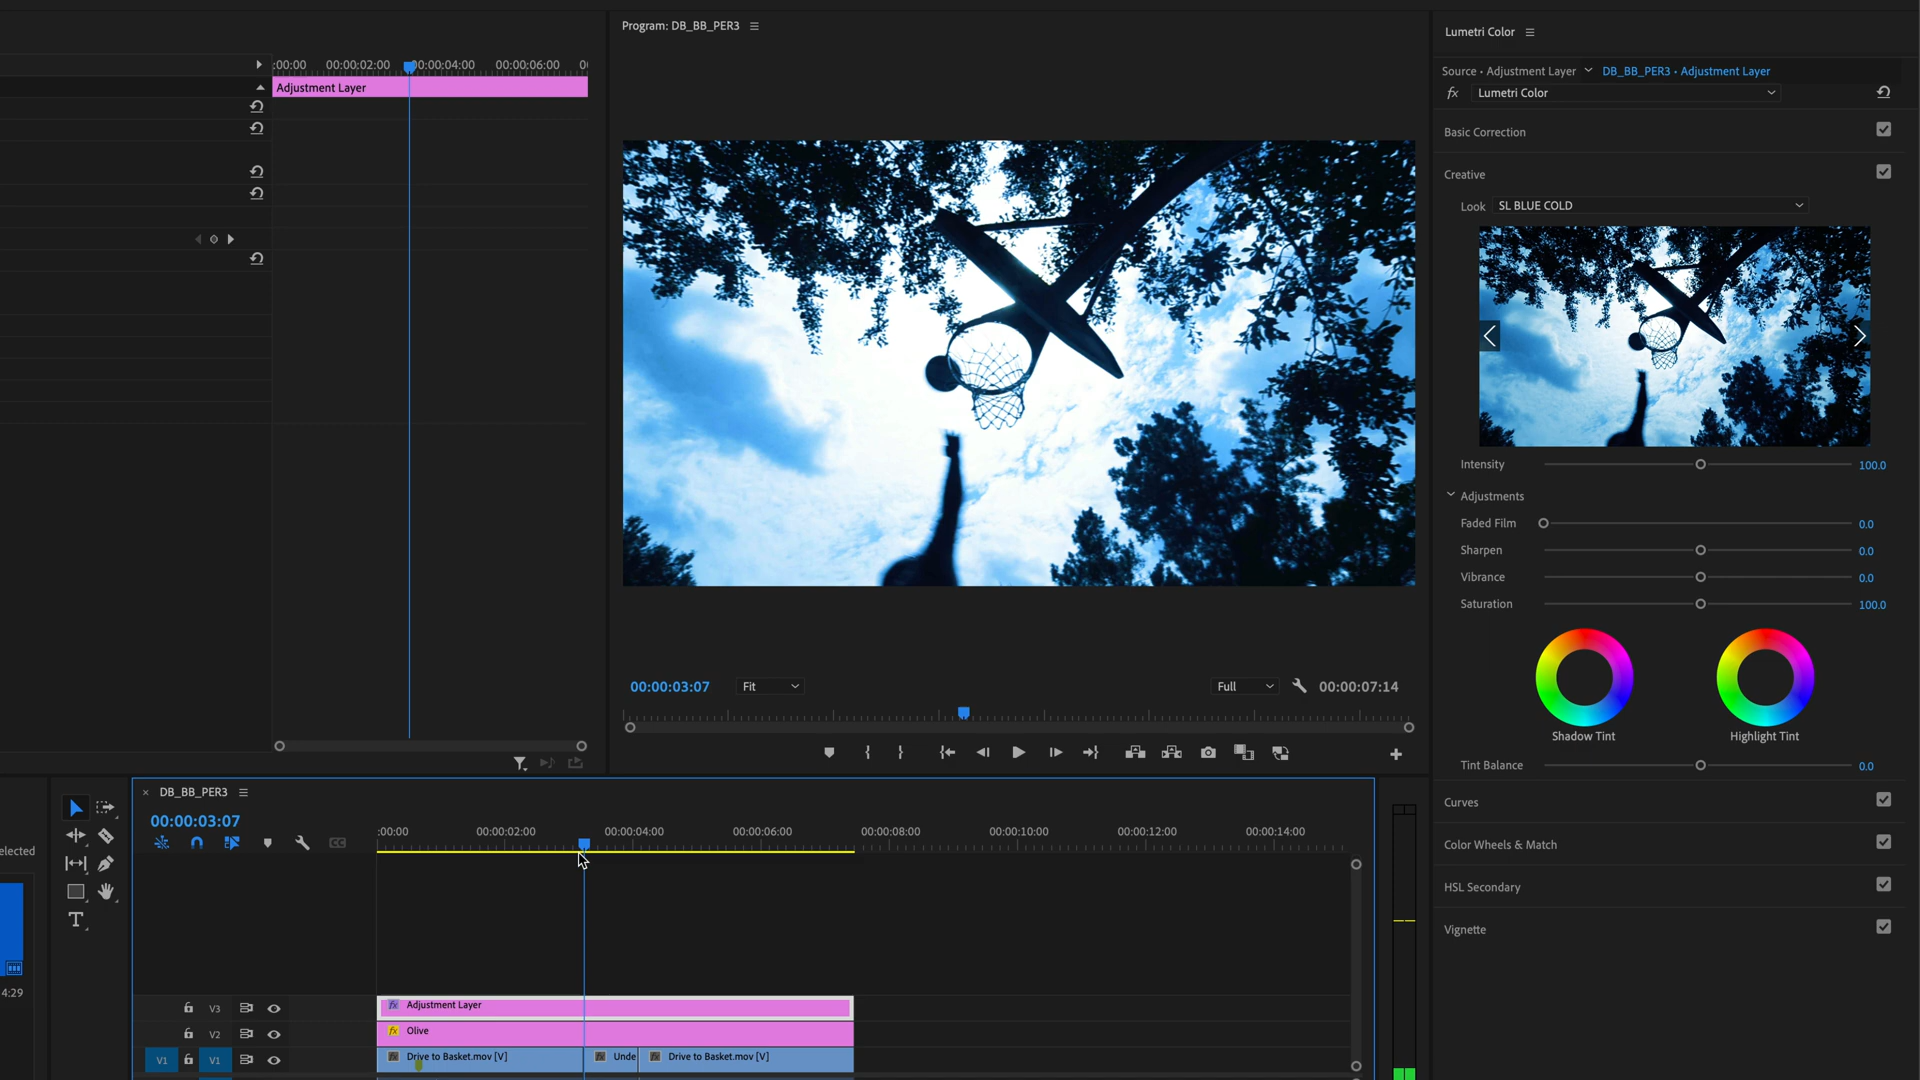 Program: DB_BB_PER3
:00:00 00:00:02:00 00:00:04:00 00:00:06:00
Adjustment Layer
00:00:03:07 Fit Full 00:00:07:14
Lumetri Color
Source • Adjustment Layer DB_BB_PER3 • Adjustment Layer
fx Lumetri Color
Basic Correction
Creative
Look SL BLUE COLD
Intensity 100.0
Adjustments
Faded Film 0.0
Sharpen 0.0
Vibrance 0.0
Saturation 100.0
Shadow Tint Highlight Tint
Tint Balance 0.0
Curves
Color Wheels & Match
HSL Secondary
Vignette
elected
4:29
T
× DB_BB_PER3
00:00:03:07
:00:00 00:00:02:00 00:00:04:00 00:00:06:00 00:00:08:00 00:00:10:00 00:00:12:00 00:00:14:00
V3 fx Adjustment Layer
V2 fx Olive
V1 V1 fx Drive to Basket.mov [V] fx Unde fx Drive to Basket.mov [V]